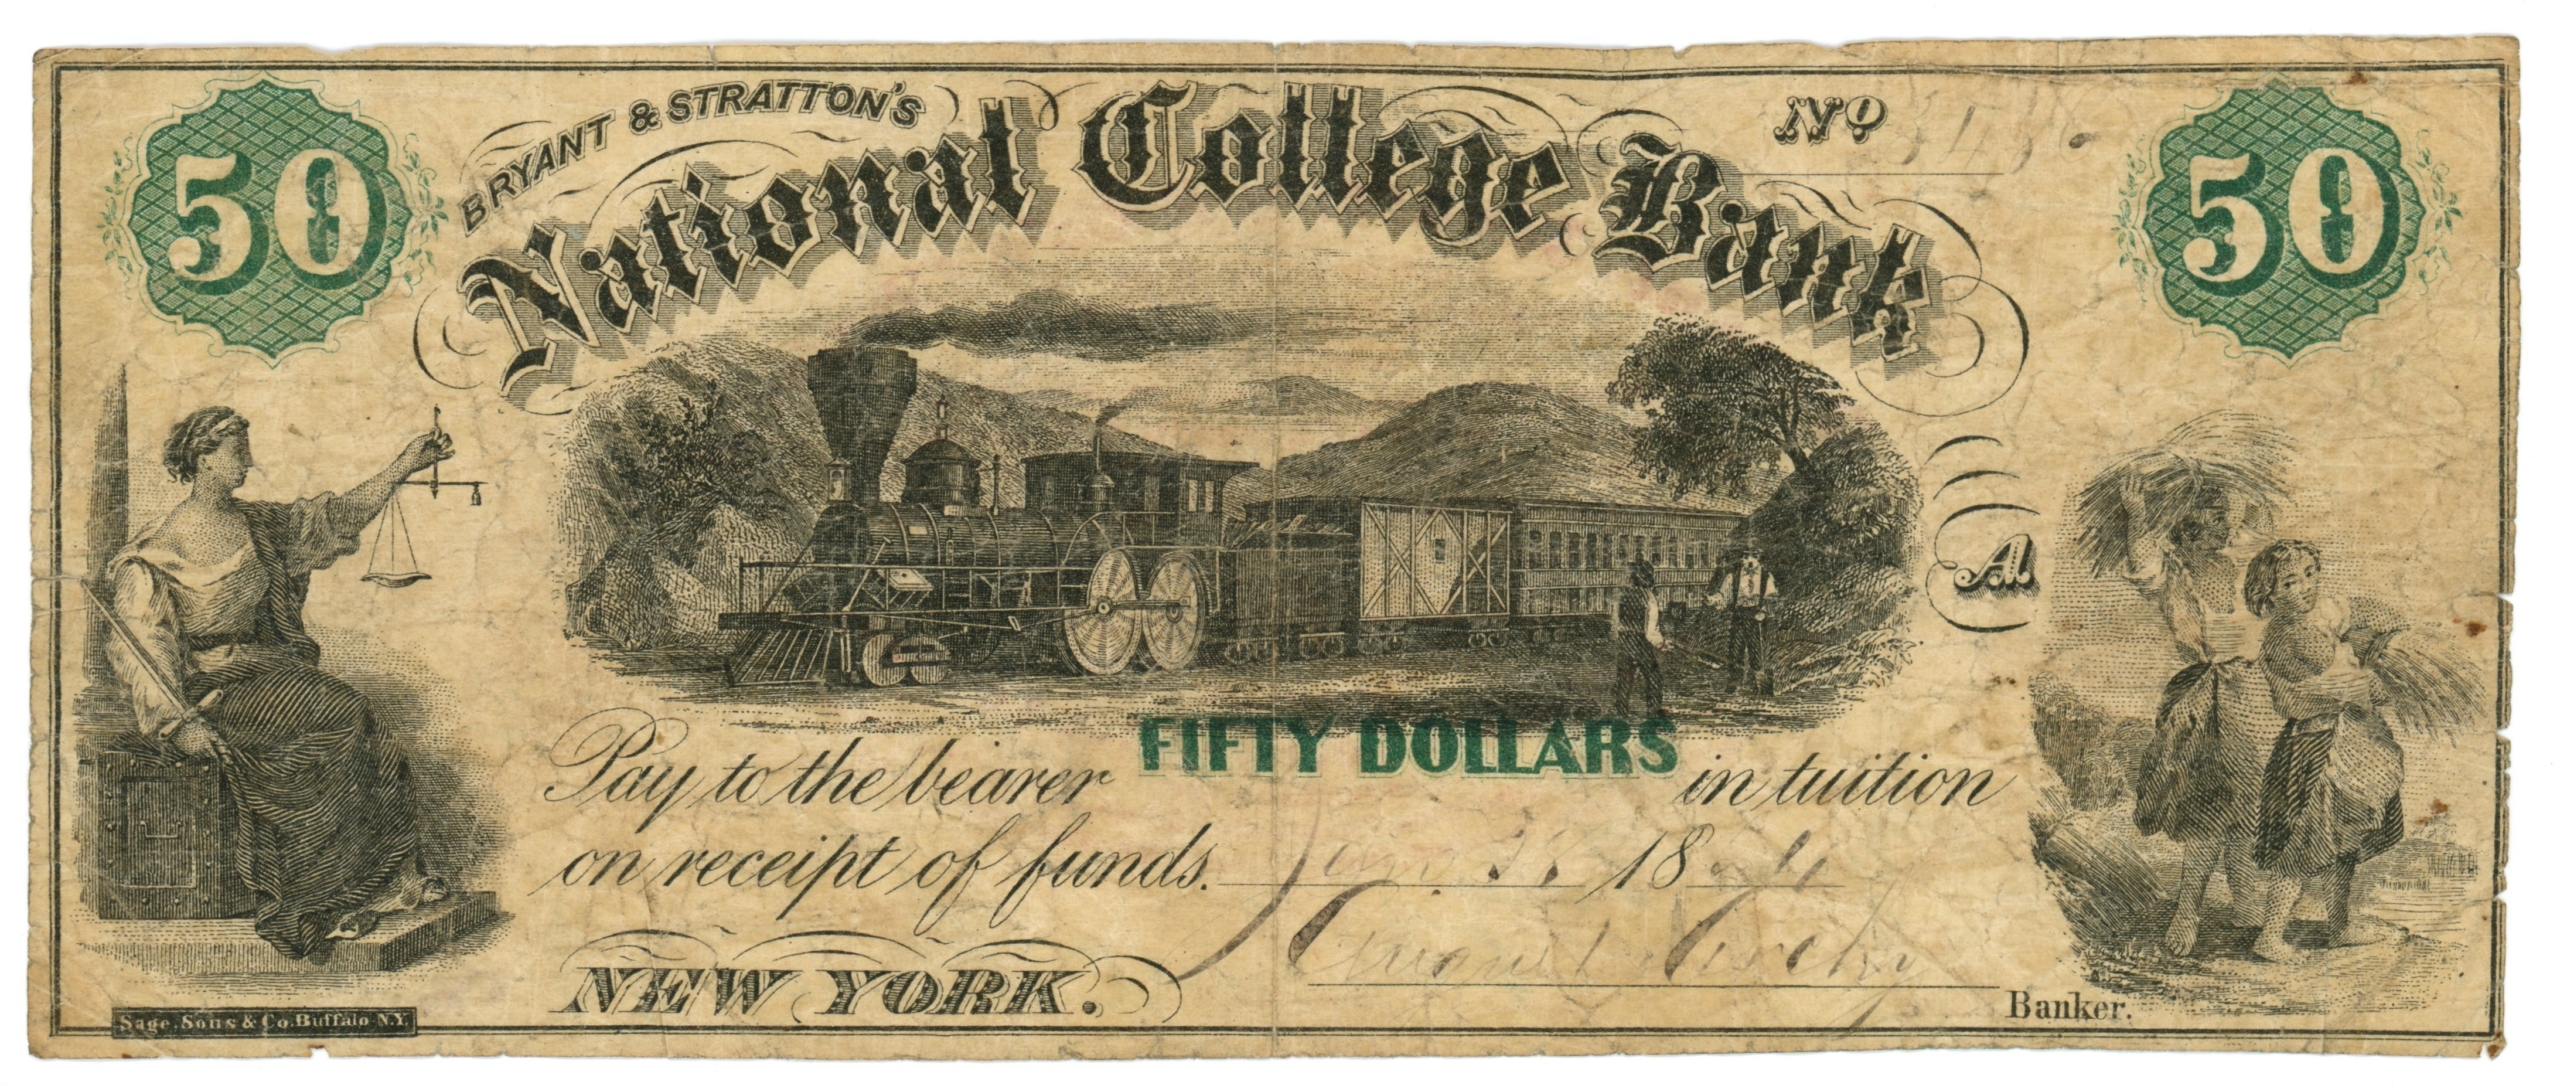 50
BRYANT & STRATTON'S
National College Bank
No
50
A
Pay to the bearer FIFTY DOLLARS in tuition
on receipt of funds. 18
NEW YORK.
Banker.
Sage, Sons & Co. Buffalo N.Y.